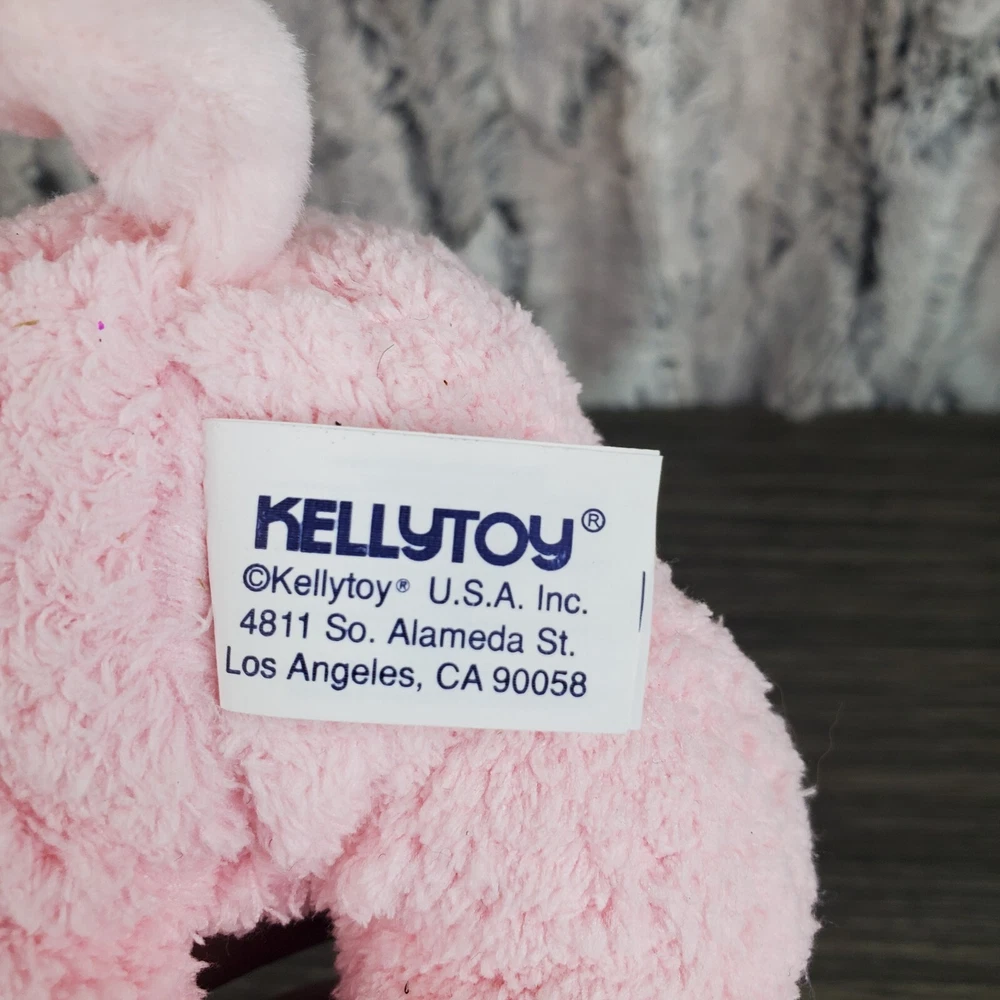 KELLYTOY®
©Kellytoy® U.S.A. Inc.
4811 So. Alameda St.
Los Angeles, CA 90058